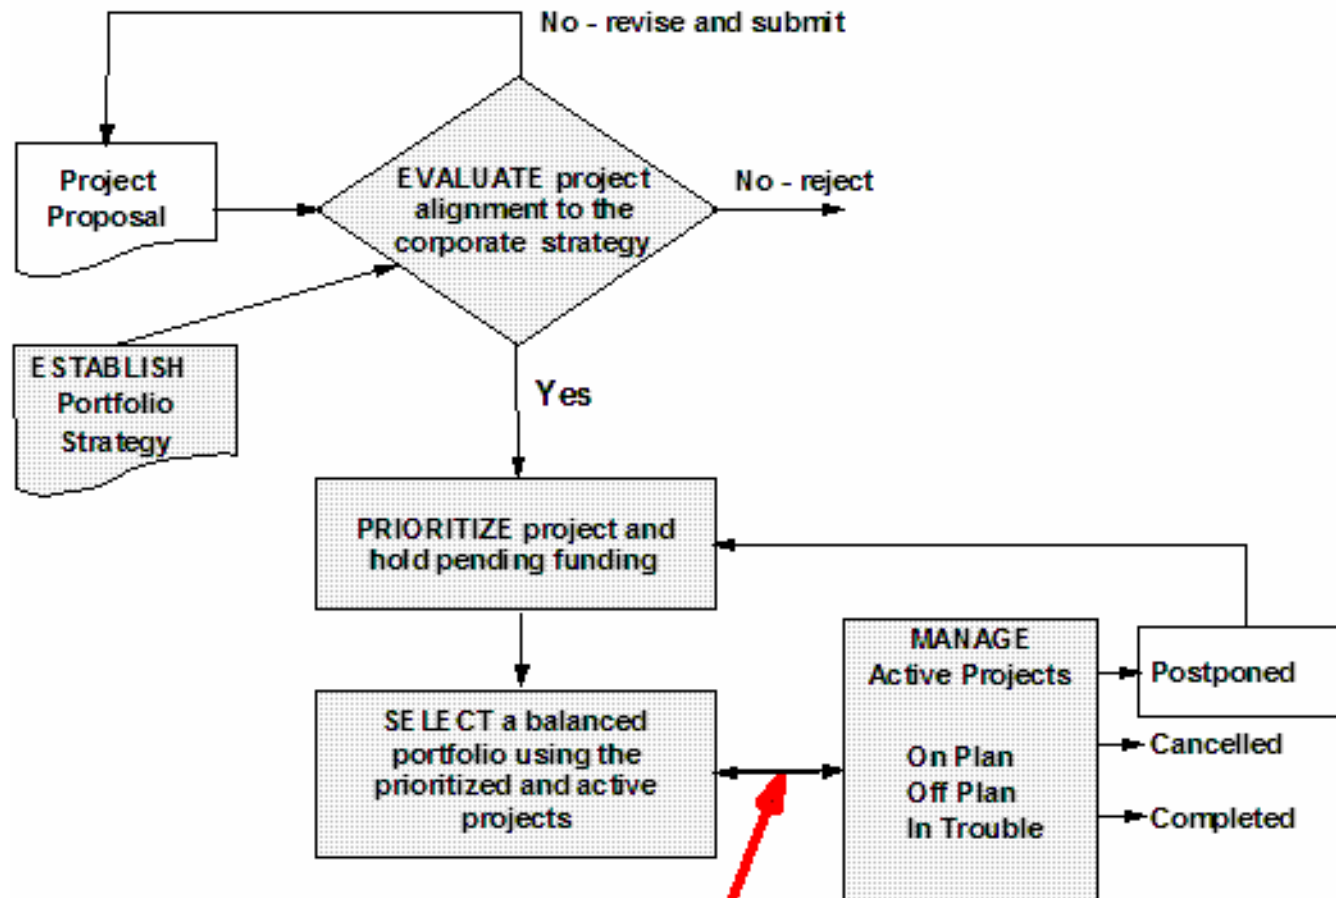 No - revise and submit
Project
Proposal
EVALUATE project
alignment to the
corporate strategy
No - reject
ESTABLISH
Portfolio
Strategy
Yes
PRIORITIZE project and
hold pending funding
SELECT a balanced
portfolio using the
prioritized and active
projects
MANAGE
Active Projects
On Plan
Off Plan
In Trouble
Postponed
Cancelled
Completed